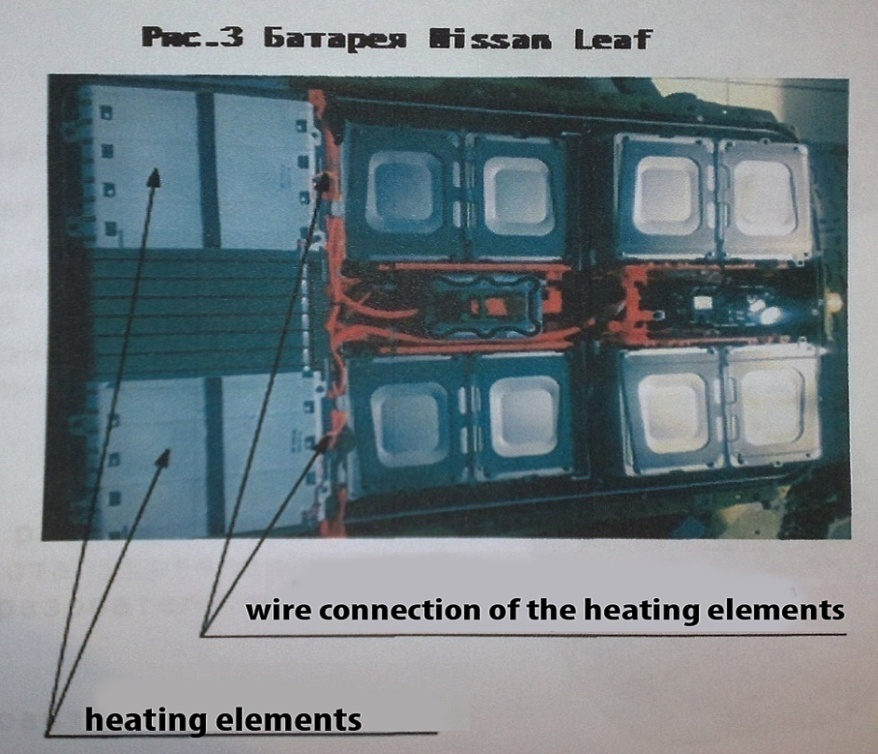 Рис.3 Батарея Nissan Leaf
wire connection of the heating elements
heating elements